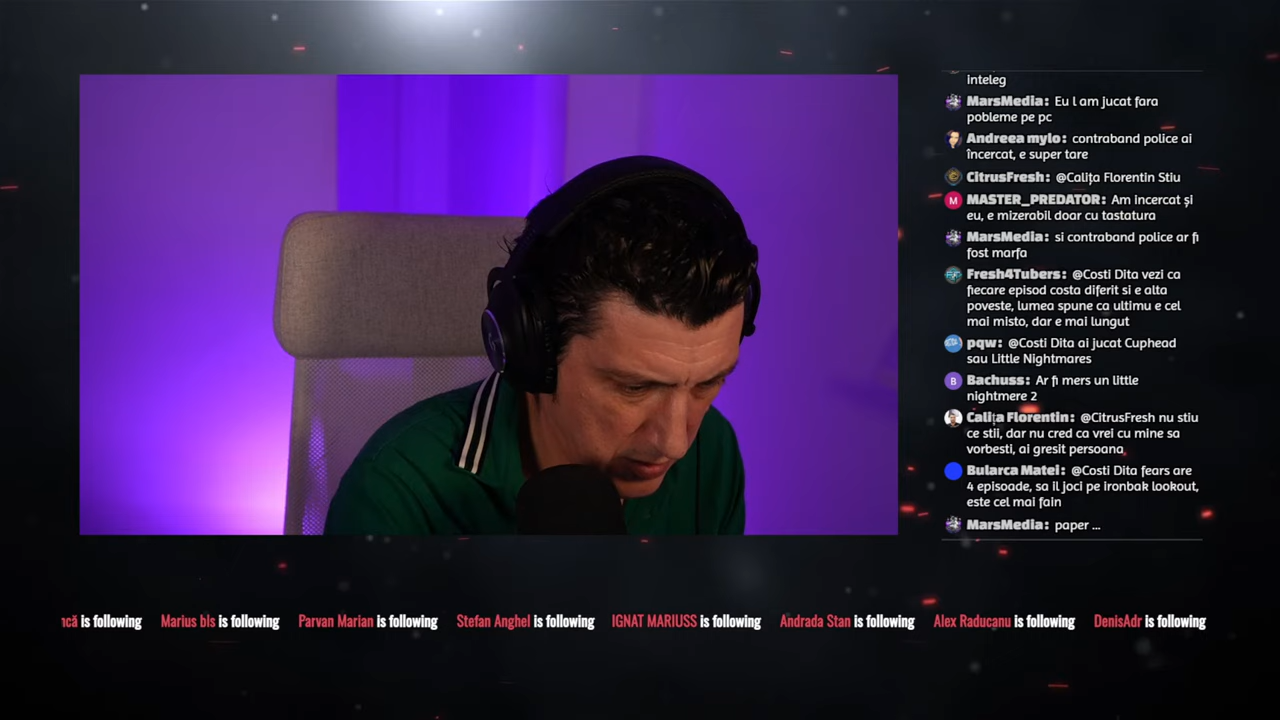 inteleg
MarsMedia: Eu l am jucat fara
pobleme pe pc
Andreea mylo: contraband police ai
încercat, e super tare
CitrusFresh: @Calița Florentin Stiu
M MASTER_PREDATOR: Am incercat și
eu, e mizerabil doar cu tastatura
MarsMedia: si contraband police ar fi
fost marfa
Fresh4Tubers: @Costi Dita vezi ca
fiecare episod costa diferit si e alta
poveste, lumea spune ca ultimu e cel
mai misto, dar e mai lungut
pqw: @Costi Dita ai jucat Cuphead
sau Little Nightmares
B Bachuss: Ar fi mers un little
nightmere 2
Calița Florentin: @CitrusFresh nu stiu
ce stii, dar nu cred ca vrei cu mine sa
vorbesti, ai gresit persoana
Bularca Matei: @Costi Dita fears are
4 episoade, sa il joci pe ironbak lookout,
este cel mai fain
MarsMedia: paper ...
is following Marius bls is following Parvan Marian is following Stefan Anghel is following IGNAT MARIUSS is following Andrada Stan is following Alex Raducanu is following DenisAdr is following